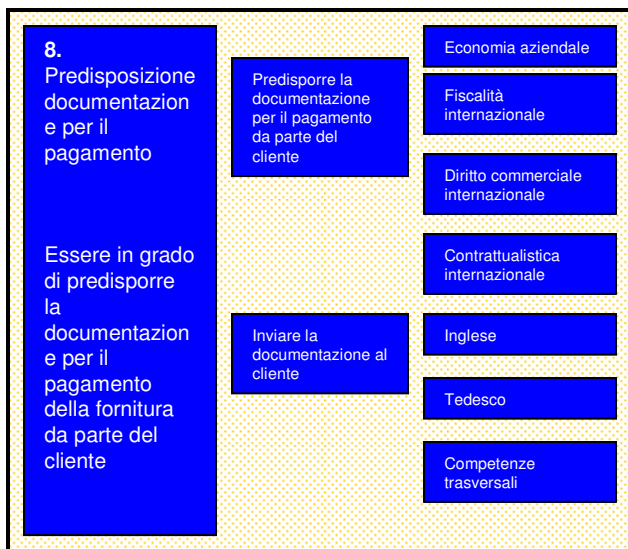 8.
Predisposizione
documentazion
e per il
pagamento
Essere in grado
di predisporre
la
documentazion
e per il
pagamento
della fornitura
da parte del
cliente
Predisporre la
documentazione
per il pagamento
da parte del
cliente
Inviare la
documentazione al
cliente
Economia aziendale
Fiscalità
internazionale
Diritto commerciale
internazionale
Contrattualistica
internazionale
Inglese
Tedesco
Competenze
trasversali